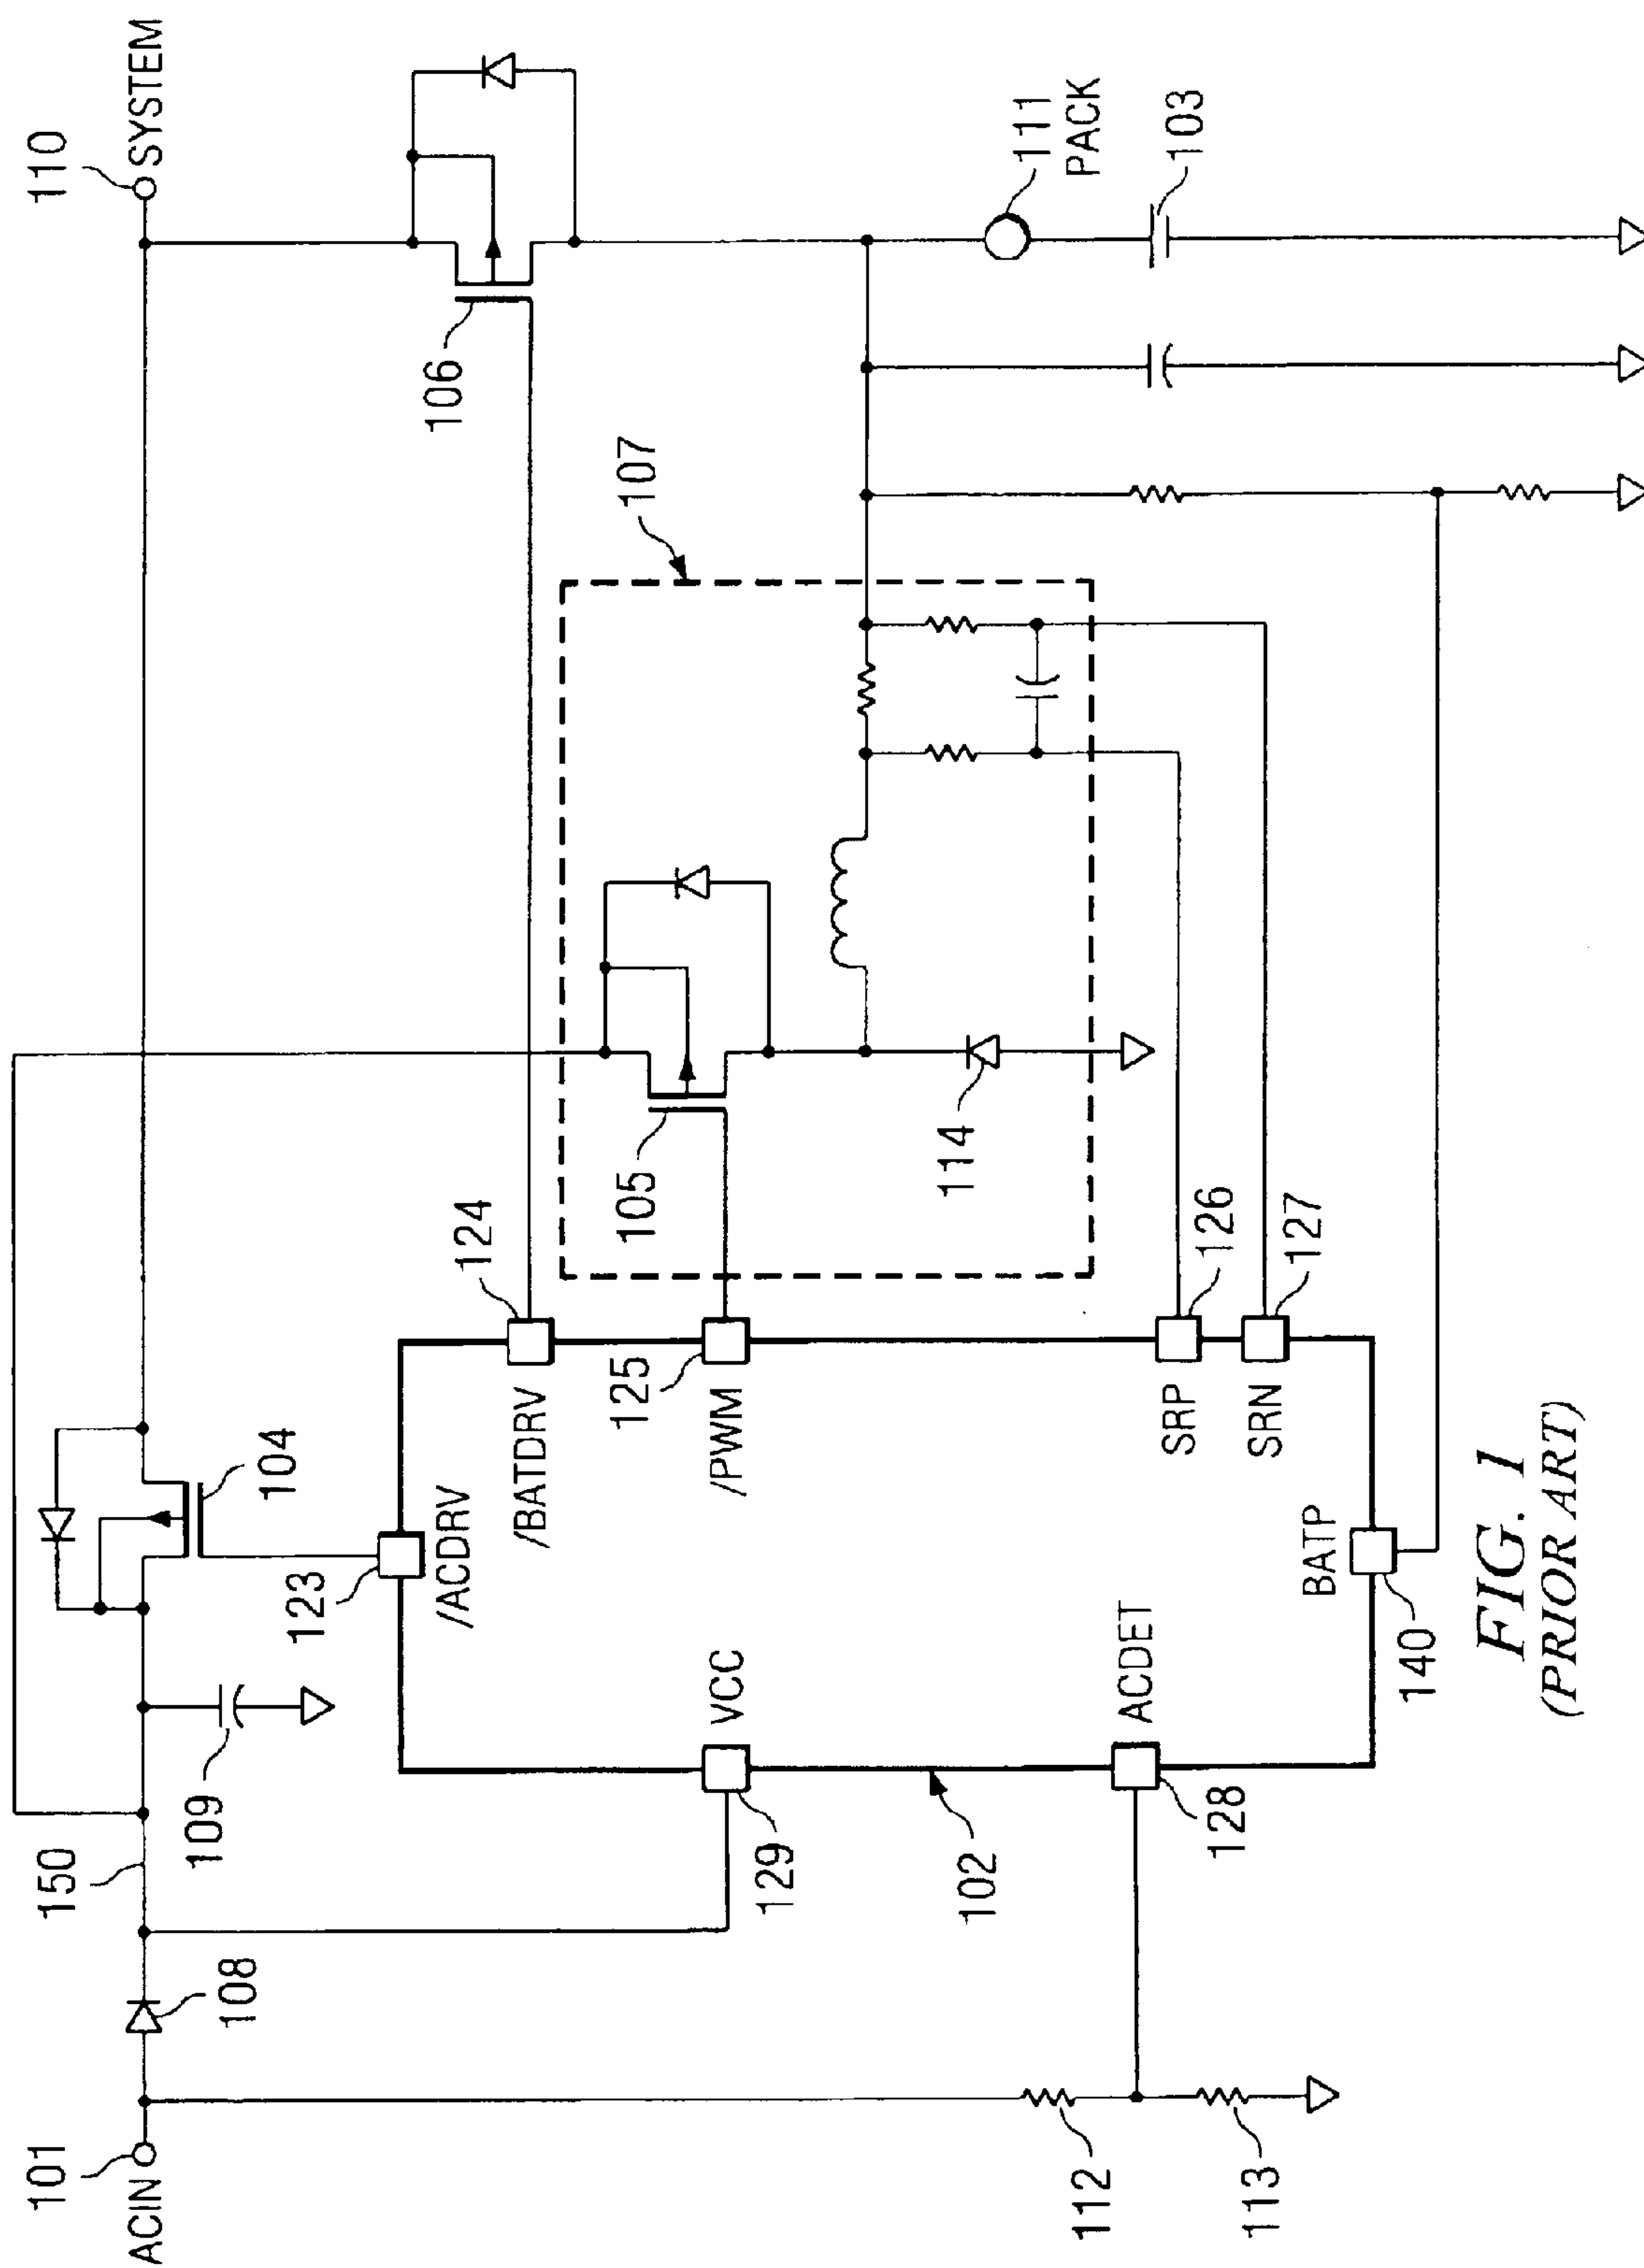 101
ACIN
108
150
109
104
110
SYSTEM
123
/ACDRV
124
/BATDRV
106
129
VCC
125
/PWM
105
107
102
114
111
PACK
103
112
113
128
ACDET
SRP
126
SRN
127
BATP
140
FIG. 1
(PRIOR ART)